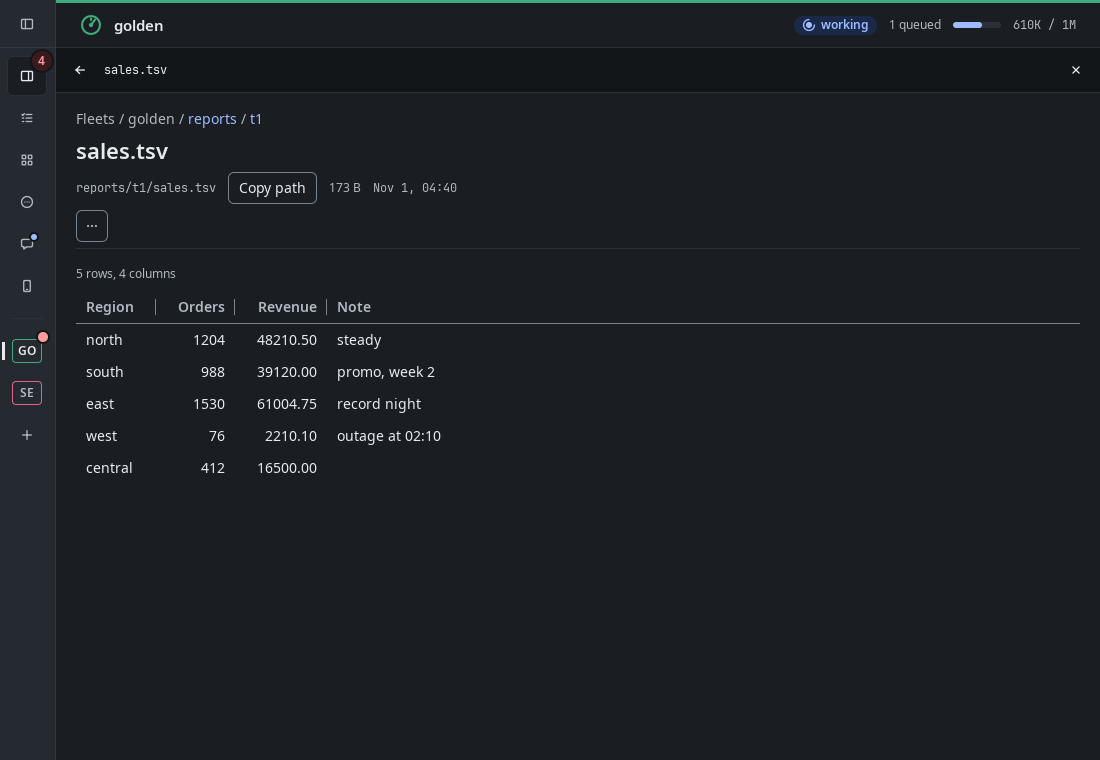 golden
working
1 queued
610K / 1M
4
sales.tsv
Fleets / golden / reports / t1
sales.tsv
reports/t1/sales.tsv
Copy path
173 B
Nov 1, 04:40
...
5 rows, 4 columns
Region Orders Revenue Note
north 1204 48210.50 steady
south 988 39120.00 promo, week 2
east 1530 61004.75 record night
west 76 2210.10 outage at 02:10
central 412 16500.00
GO
SE